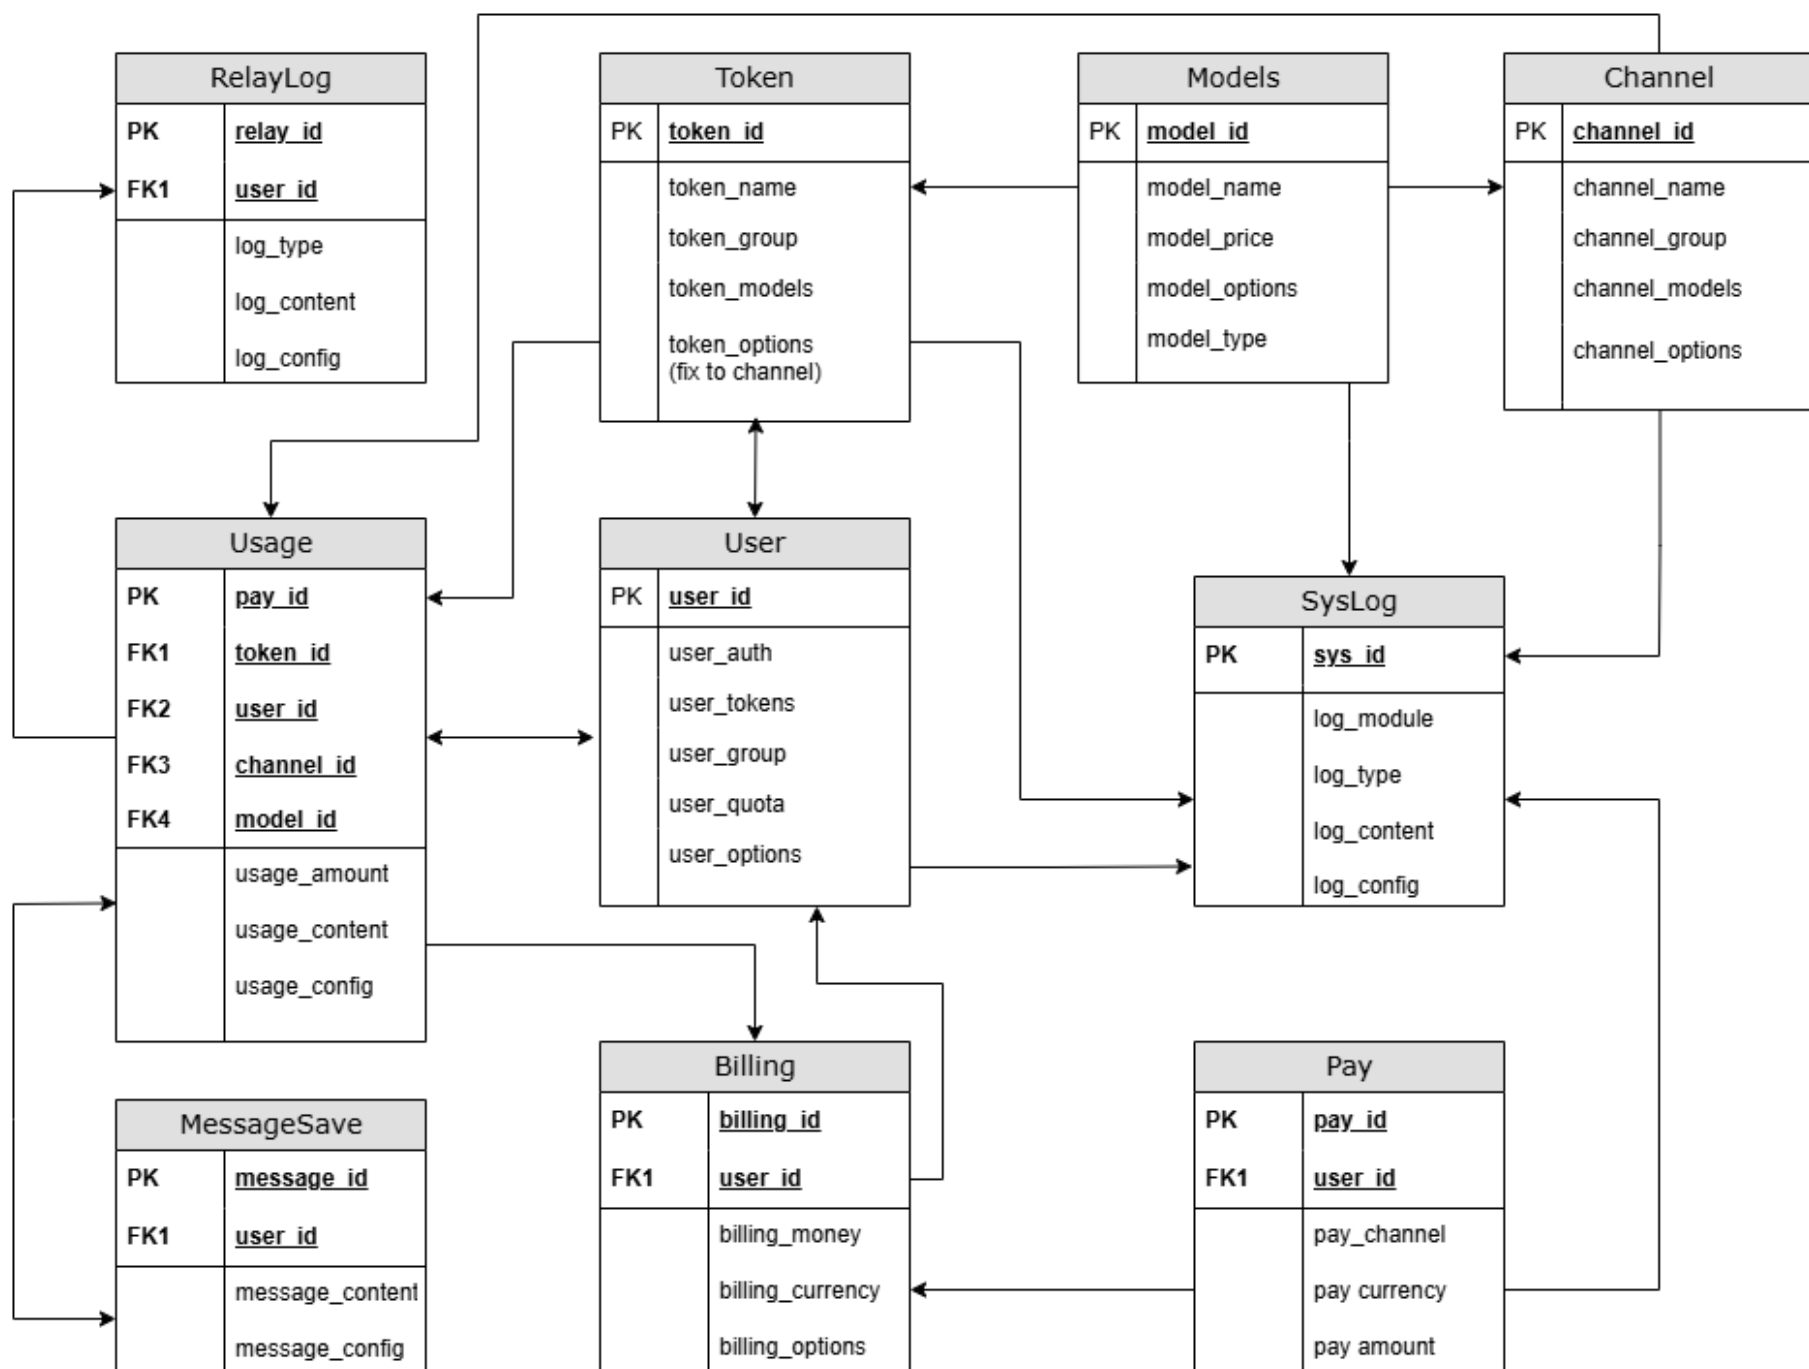 RelayLog
PK relay_id
FK1 user_id
log_type
log_content
log_config
Token
PK token_id
token_name
token_group
token_models
token_options
(fix to channel)
Models
PK model_id
model_name
model_price
model_options
model_type
Channel
PK channel_id
channel_name
channel_group
channel_models
channel_options
Usage
PK pay_id
FK1 token_id
FK2 user_id
FK3 channel_id
FK4 model_id
usage_amount
usage_content
usage_config
User
PK user_id
user_auth
user_tokens
user_group
user_quota
user_options
SysLog
PK sys_id
log_module
log_type
log_content
log_config
MessageSave
PK message_id
FK1 user_id
message_content
message_config
Billing
PK billing_id
FK1 user_id
billing_money
billing_currency
billing_options
Pay
PK pay_id
FK1 user_id
pay_channel
pay currency
pay amount